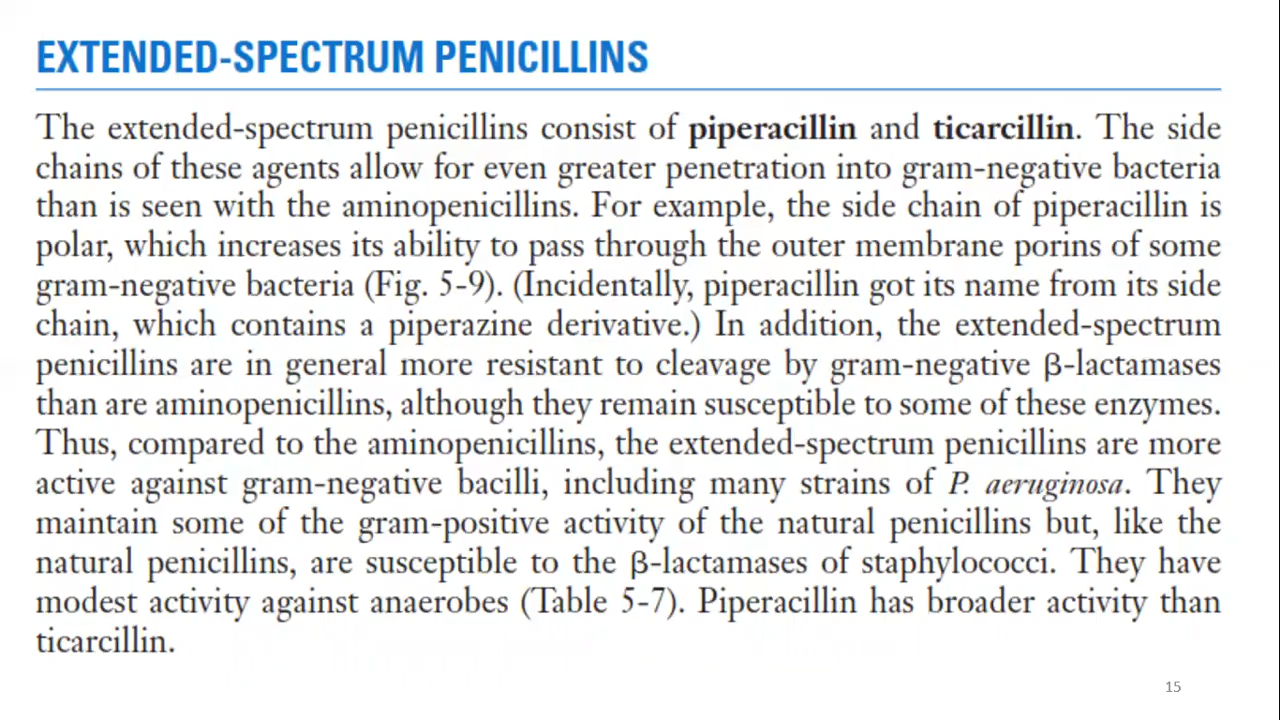 EXTENDED-SPECTRUM PENICILLINS
The extended-spectrum penicillins consist of piperacillin and ticarcillin. The side
chains of these agents allow for even greater penetration into gram-negative bacteria
than is seen with the aminopenicillins. For example, the side chain of piperacillin is
polar, which increases its ability to pass through the outer membrane porins of some
gram-negative bacteria (Fig. 5-9). (Incidentally, piperacillin got its name from its side
chain, which contains a piperazine derivative.) In addition, the extended-spectrum
penicillins are in general more resistant to cleavage by gram-negative β-lactamases
than are aminopenicillins, although they remain susceptible to some of these enzymes.
Thus, compared to the aminopenicillins, the extended-spectrum penicillins are more
active against gram-negative bacilli, including many strains of P. aeruginosa. They
maintain some of the gram-positive activity of the natural penicillins but, like the
natural penicillins, are susceptible to the β-lactamases of staphylococci. They have
modest activity against anaerobes (Table 5-7). Piperacillin has broader activity than
ticarcillin.
15